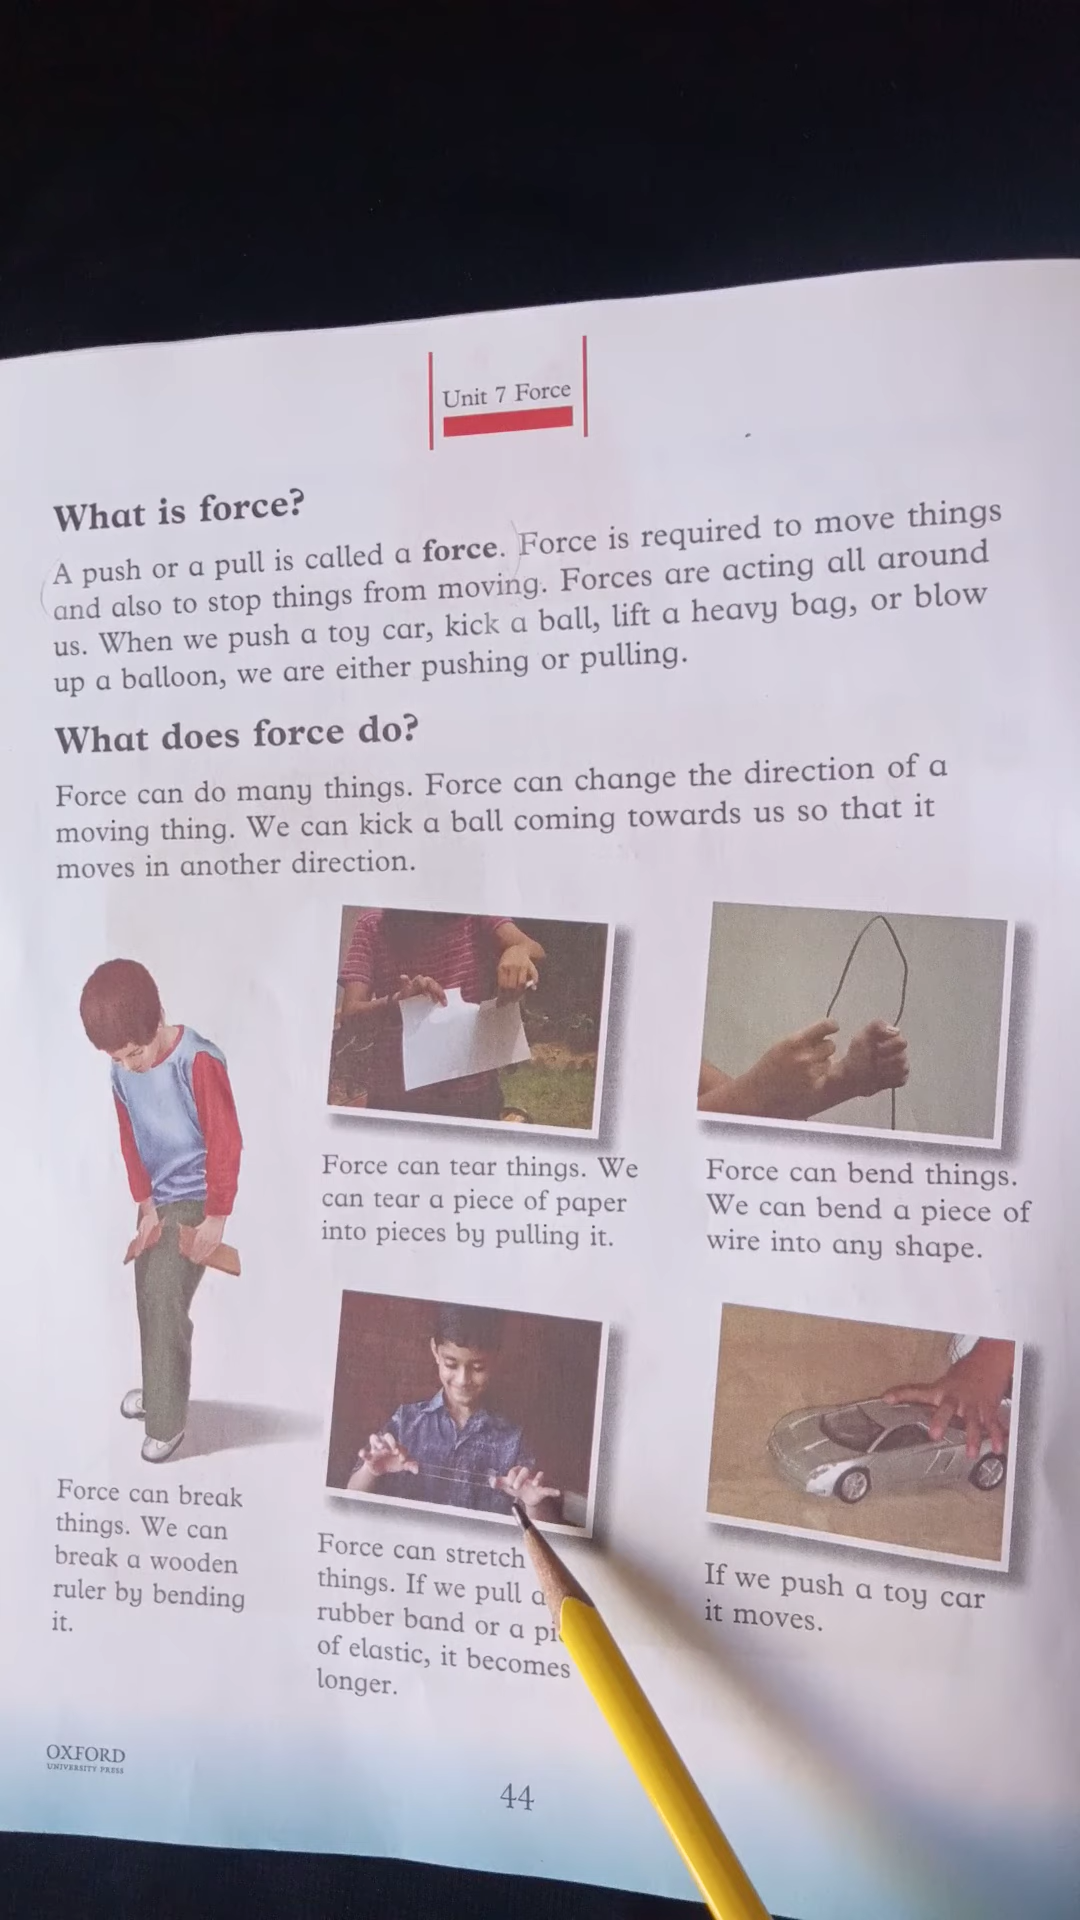 Unit 7 Force
What is force?
A push or a pull is called a force. Force is required to move things
and also to stop things from moving. Forces are acting all around
us. When we push a toy car, kick a ball, lift a heavy bag, or blow
up a balloon, we are either pushing or pulling.
What does force do?
Force can do many things. Force can change the direction of a
moving thing. We can kick a ball coming towards us so that it
moves in another direction.
Force can tear things. We
can tear a piece of paper
into pieces by pulling it.
Force can bend things.
We can bend a piece of
wire into any shape.
Force can break
things. We can
break a wooden
ruler by bending
it.
Force can stretch
things. If we pull a
rubber band or a
of elastic, it becomes
longer.
If we push a toy car
it moves.
OXFORD
UNIVERSITY PRESS
44